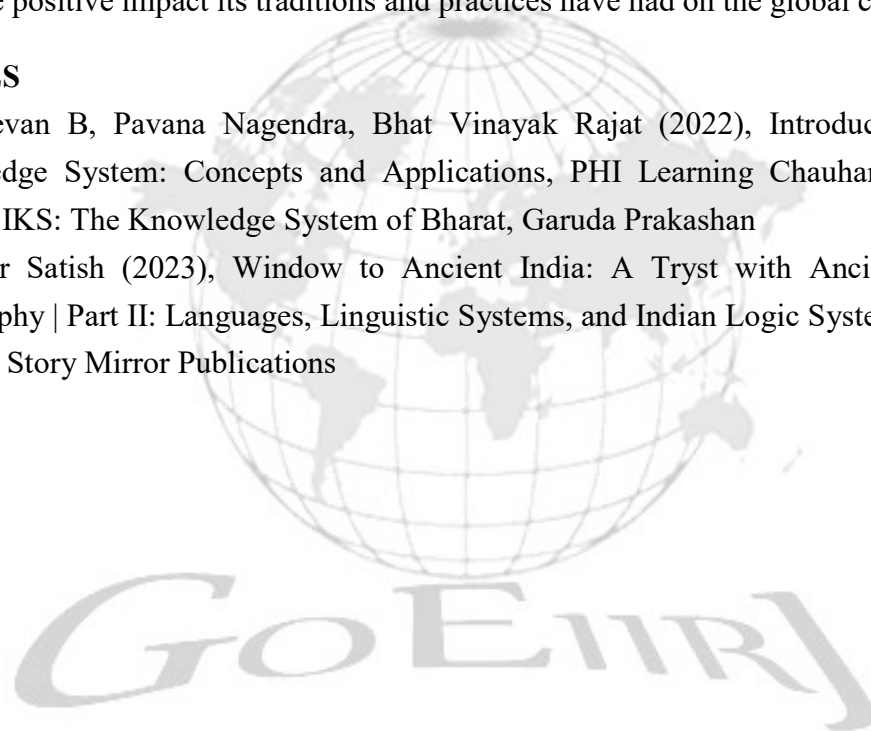 positive impact its traditions and practices have had on the global c
ES
evan B, Pavana Nagendra, Bhat Vinayak Rajat (2022), Introduc
edge System: Concepts and Applications, PHI Learning Chauhan
IKS: The Knowledge System of Bharat, Garuda Prakashan
r Satish (2023), Window to Ancient India: A Tryst with Anci
phy | Part II: Languages, Linguistic Systems, and Indian Logic Syste
Story Mirror Publications
GOEIIRJ